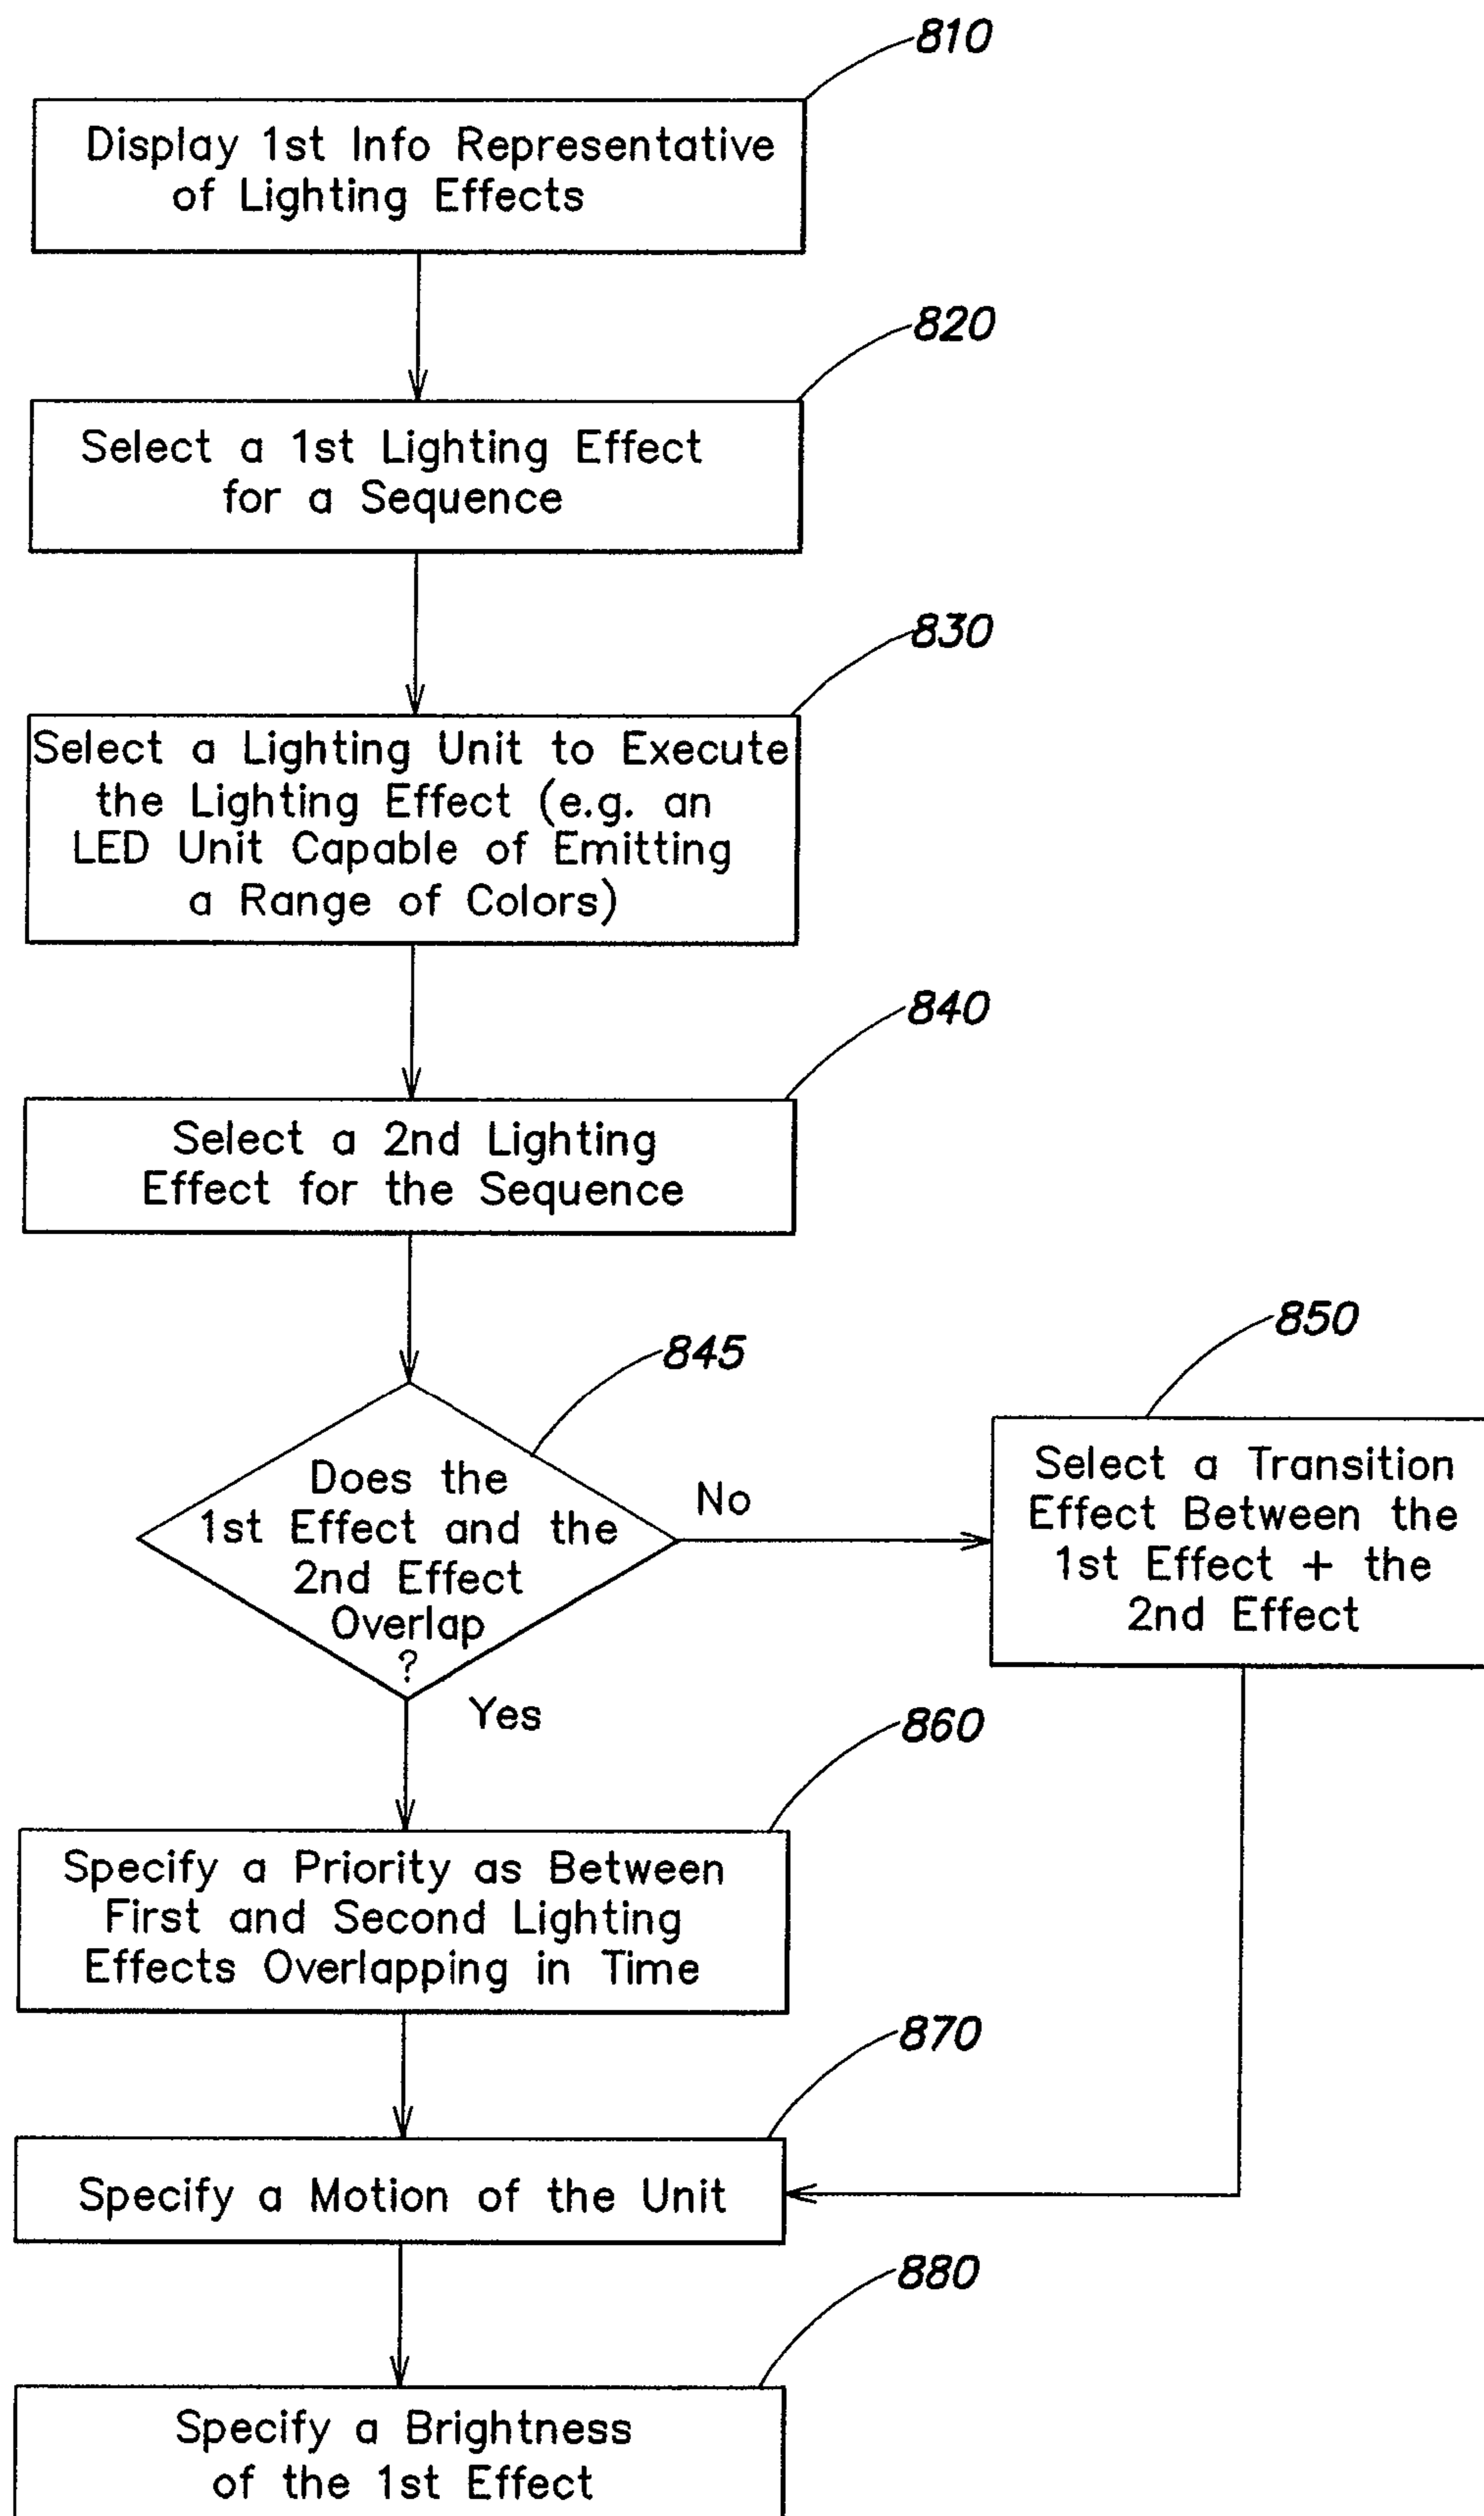 810
Display 1st Info Representative
of Lighting Effects
820
Select a 1st Lighting Effect
for a Sequence
830
Select a Lighting Unit to Execute
the Lighting Effect (e.g. an
LED Unit Capable of Emitting
a Range of Colors)
840
Select a 2nd Lighting
Effect for the Sequence
845
Does the
1st Effect and the
2nd Effect
Overlap
?
No
Yes
850
Select a Transition
Effect Between the
1st Effect + the
2nd Effect
860
Specify a Priority as Between
First and Second Lighting
Effects Overlapping in Time
870
Specify a Motion of the Unit
880
Specify a Brightness
of the 1st Effect